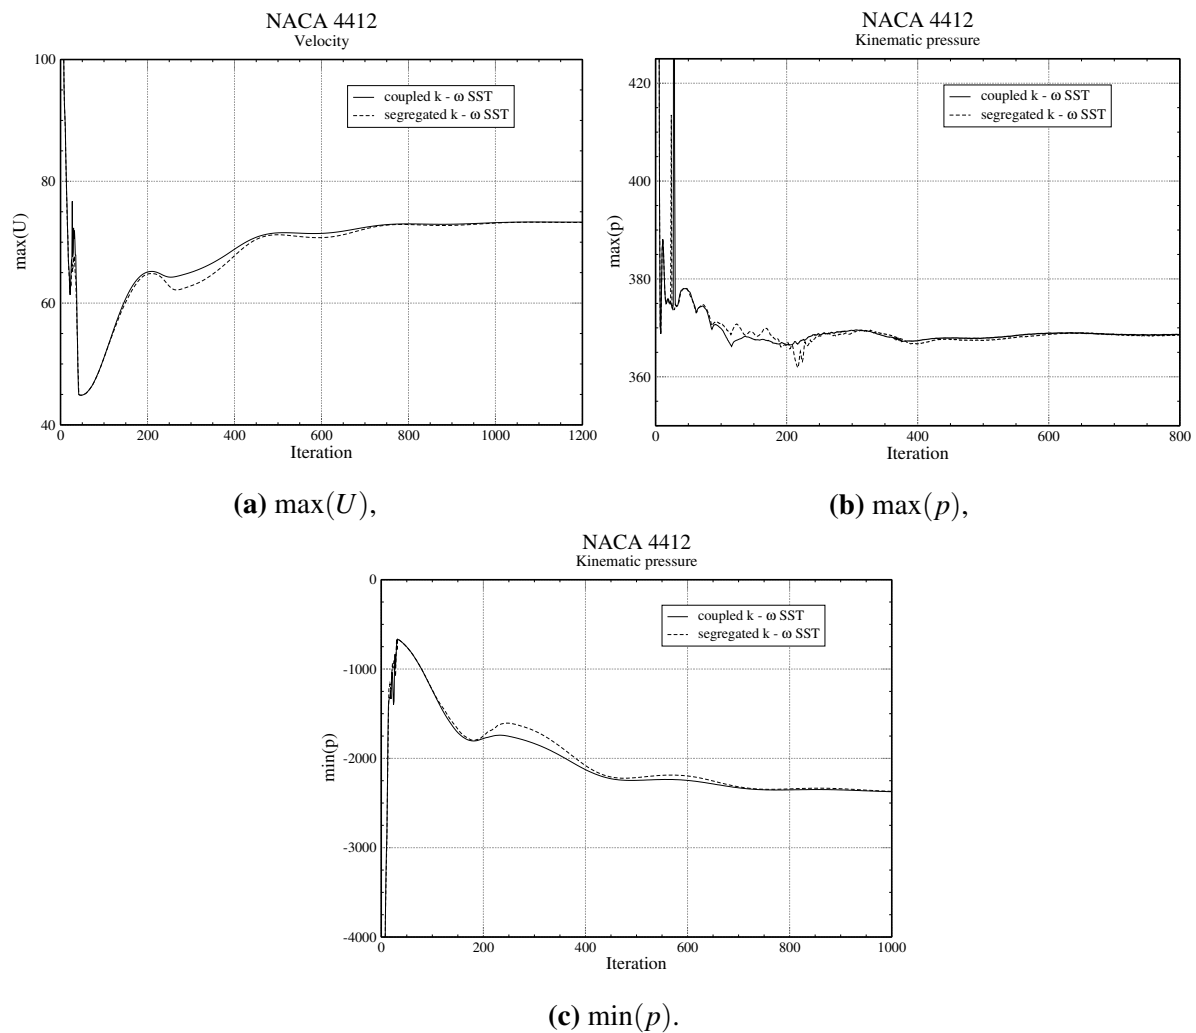 NACA 4412
Velocity
100
80
60
40
max(U)
coupled k - ω SST
segregated k - ω SST
0 200 400 600 800 1000 1200
Iteration
(a) max(U),
NACA 4412
Kinematic pressure
420
400
380
360
max(p)
coupled k - ω SST
segregated k - ω SST
0 200 400 600 800
Iteration
(b) max(p),
NACA 4412
Kinematic pressure
0
-1000
-2000
-3000
-4000
min(p)
coupled k - ω SST
segregated k - ω SST
0 200 400 600 800 1000
Iteration
(c) min(p).